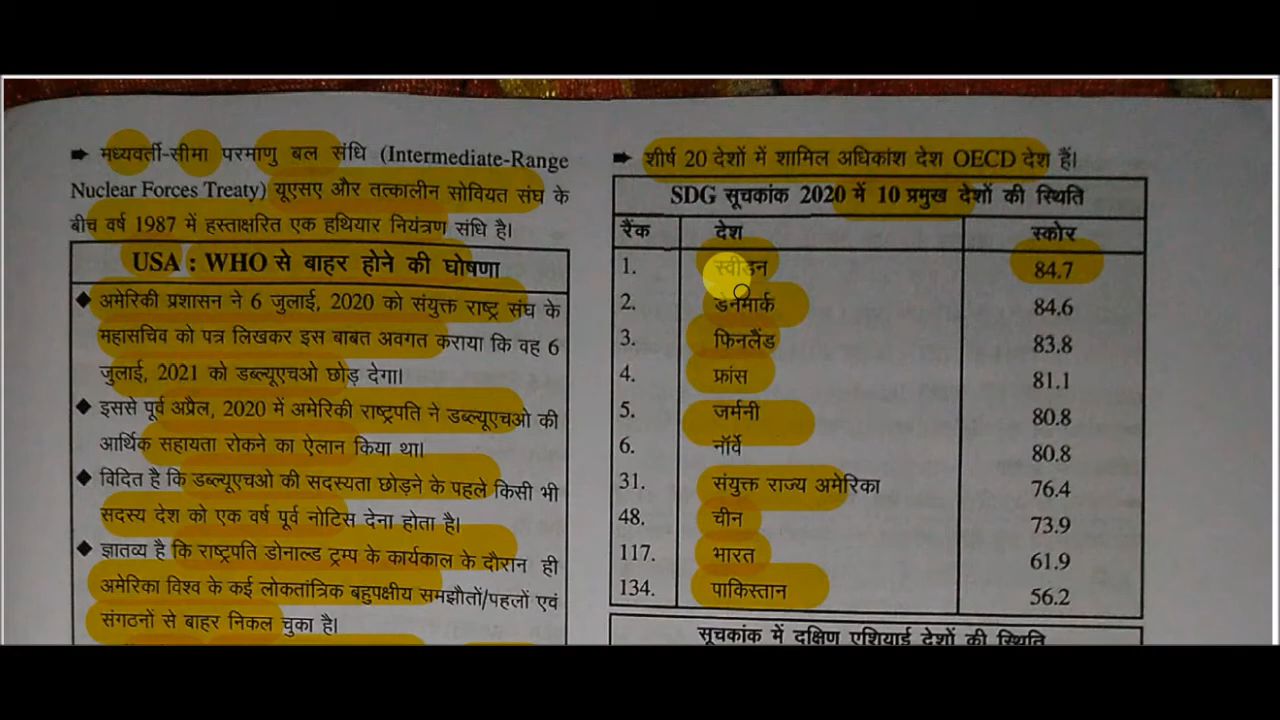 ➨ मध्यवर्ती-सीमा परमाणु बल संधि (Intermediate-Range
Nuclear Forces Treaty) यूएसए और तत्कालीन सोवियत संघ के
बीच वर्ष 1987 में हस्ताक्षरित एक हथियार नियंत्रण संधि है।
USA : WHO से बाहर होने की घोषणा
◆ अमेरिकी प्रशासन ने 6 जुलाई, 2020 को संयुक्त राष्ट्र संघ के
महासचिव को पत्र लिखकर इस बाबत अवगत कराया कि वह 6
जुलाई, 2021 को डब्ल्यूएचओ छोड़ देगा।
◆ इससे पूर्व अप्रैल, 2020 में अमेरिकी राष्ट्रपति ने डब्ल्यूएचओ की
आर्थिक सहायता रोकने का ऐलान किया था।
◆ विदित है कि डब्ल्यूएचओ की सदस्यता छोड़ने के पहले किसी भी
सदस्य देश को एक वर्ष पूर्व नोटिस देना होता है।
◆ ज्ञातव्य है कि राष्ट्रपति डोनाल्ड ट्रम्प के कार्यकाल के दौरान ही
अमेरिका विश्व के कई लोकतांत्रिक बहुपक्षीय समझौतों/पहलों एवं
संगठनों से बाहर निकल चुका है।
➨ शीर्ष 20 देशों में शामिल अधिकांश देश OECD देश हैं।
SDG सूचकांक 2020 में 10 प्रमुख देशों की स्थिति
रैंक देश स्कोर
1. स्वीडन 84.7
2. डेनमार्क 84.6
3. फिनलैंड 83.8
4. फ्रांस 81.1
5. जर्मनी 80.8
6. नॉर्वे 80.8
31. संयुक्त राज्य अमेरिका 76.4
48. चीन 73.9
117. भारत 61.9
134. पाकिस्तान 56.2
सूचकांक में दक्षिण एशियाई देशों की स्थिति